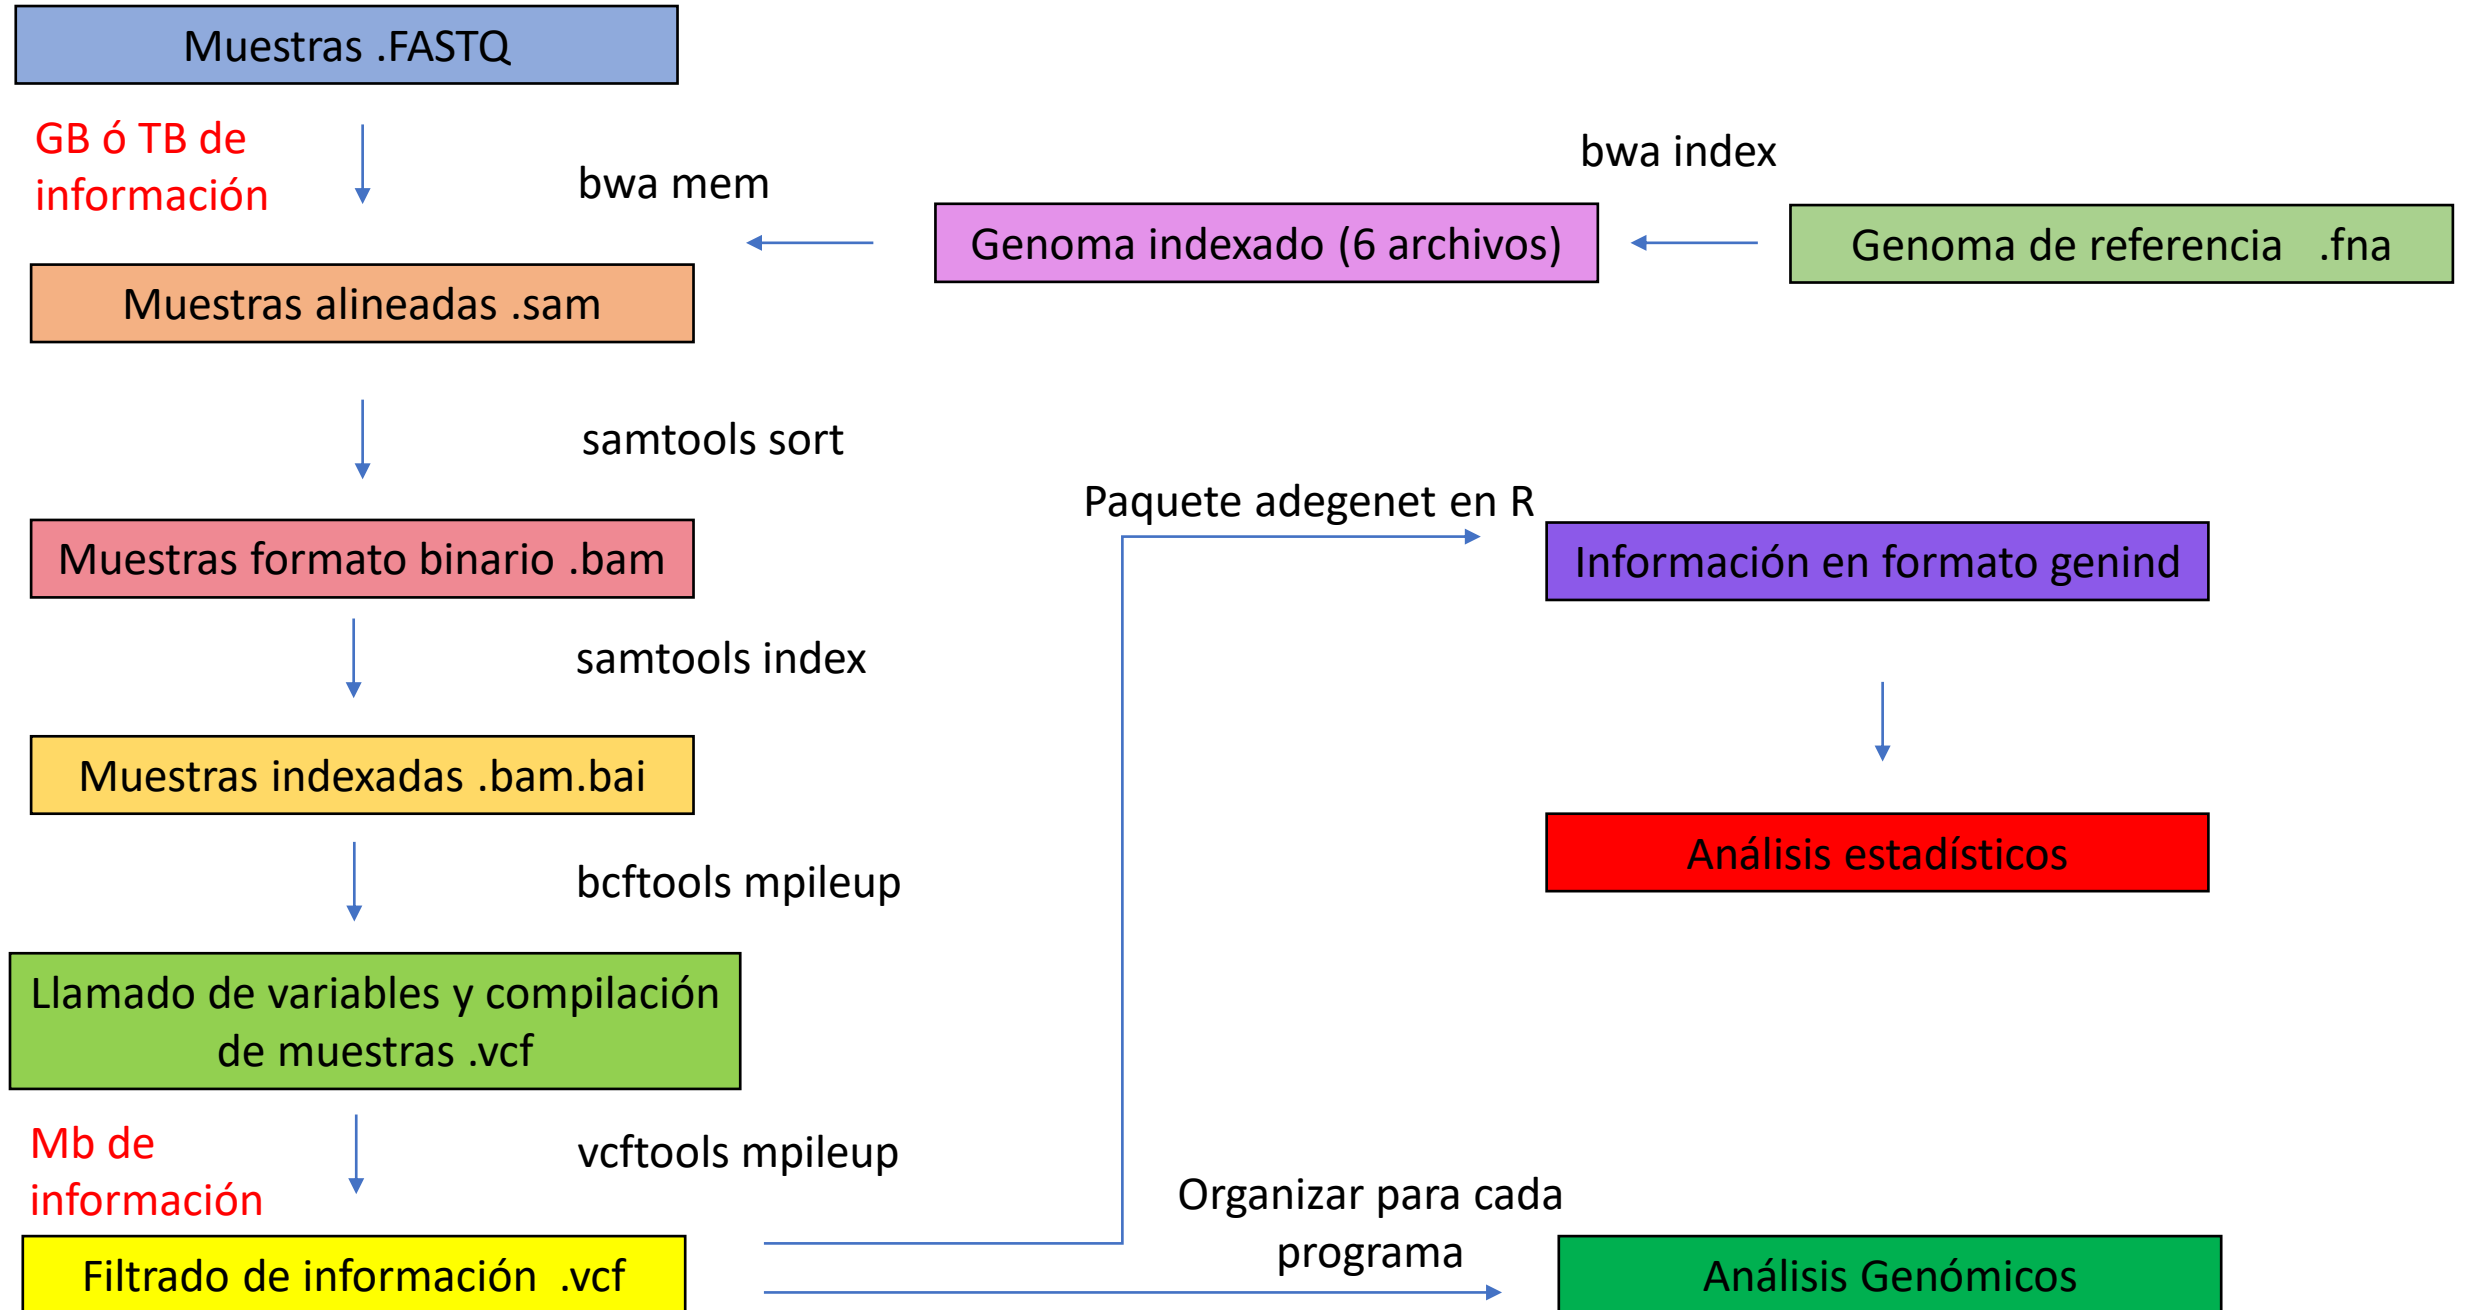 Muestras .FASTQ
GB ó TB de
información
bwa mem
bwa index
Genoma indexado (6 archivos)
Genoma de referencia .fna
Muestras alineadas .sam
samtools sort
Paquete adegenet en R
Muestras formato binario .bam
Información en formato genind
samtools index
Muestras indexadas .bam.bai
Análisis estadísticos
bcftools mpileup
Llamado de variables y compilación
de muestras .vcf
Mb de
información
vcftools mpileup
Organizar para cada
programa
Filtrado de información .vcf
Análisis Genómicos